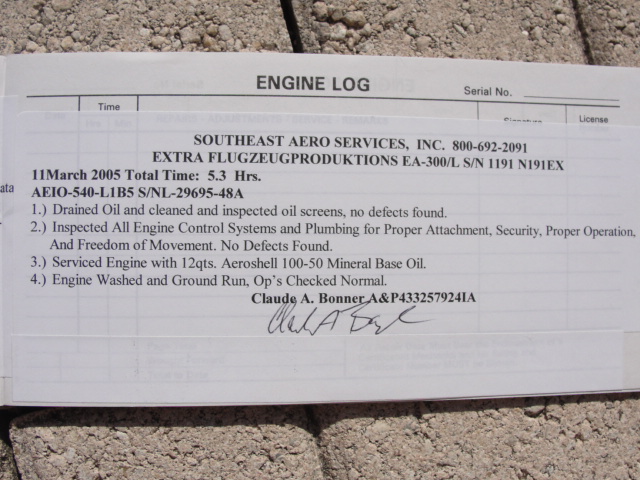 ENGINE LOG
Serial No.
Time
License
ata
SOUTHEAST AERO SERVICES, INC. 800-692-2091
EXTRA FLUGZEUGPRODUKTIONS EA-300/L S/N 1191 N191EX
11March 2005 Total Time: 5.3 Hrs.
AEIO-540-L1B5 S/NL-29695-48A
1.) Drained Oil and cleaned and inspected oil screens, no defects found.
2.) Inspected All Engine Control Systems and Plumbing for Proper Attachment, Security, Proper Operation,
And Freedom of Movement. No Defects Found.
3.) Serviced Engine with 12qts. Aeroshell 100-50 Mineral Base Oil.
4.) Engine Washed and Ground Run, Op's Checked Normal.
Claude A. Bonner A&P433257924IA